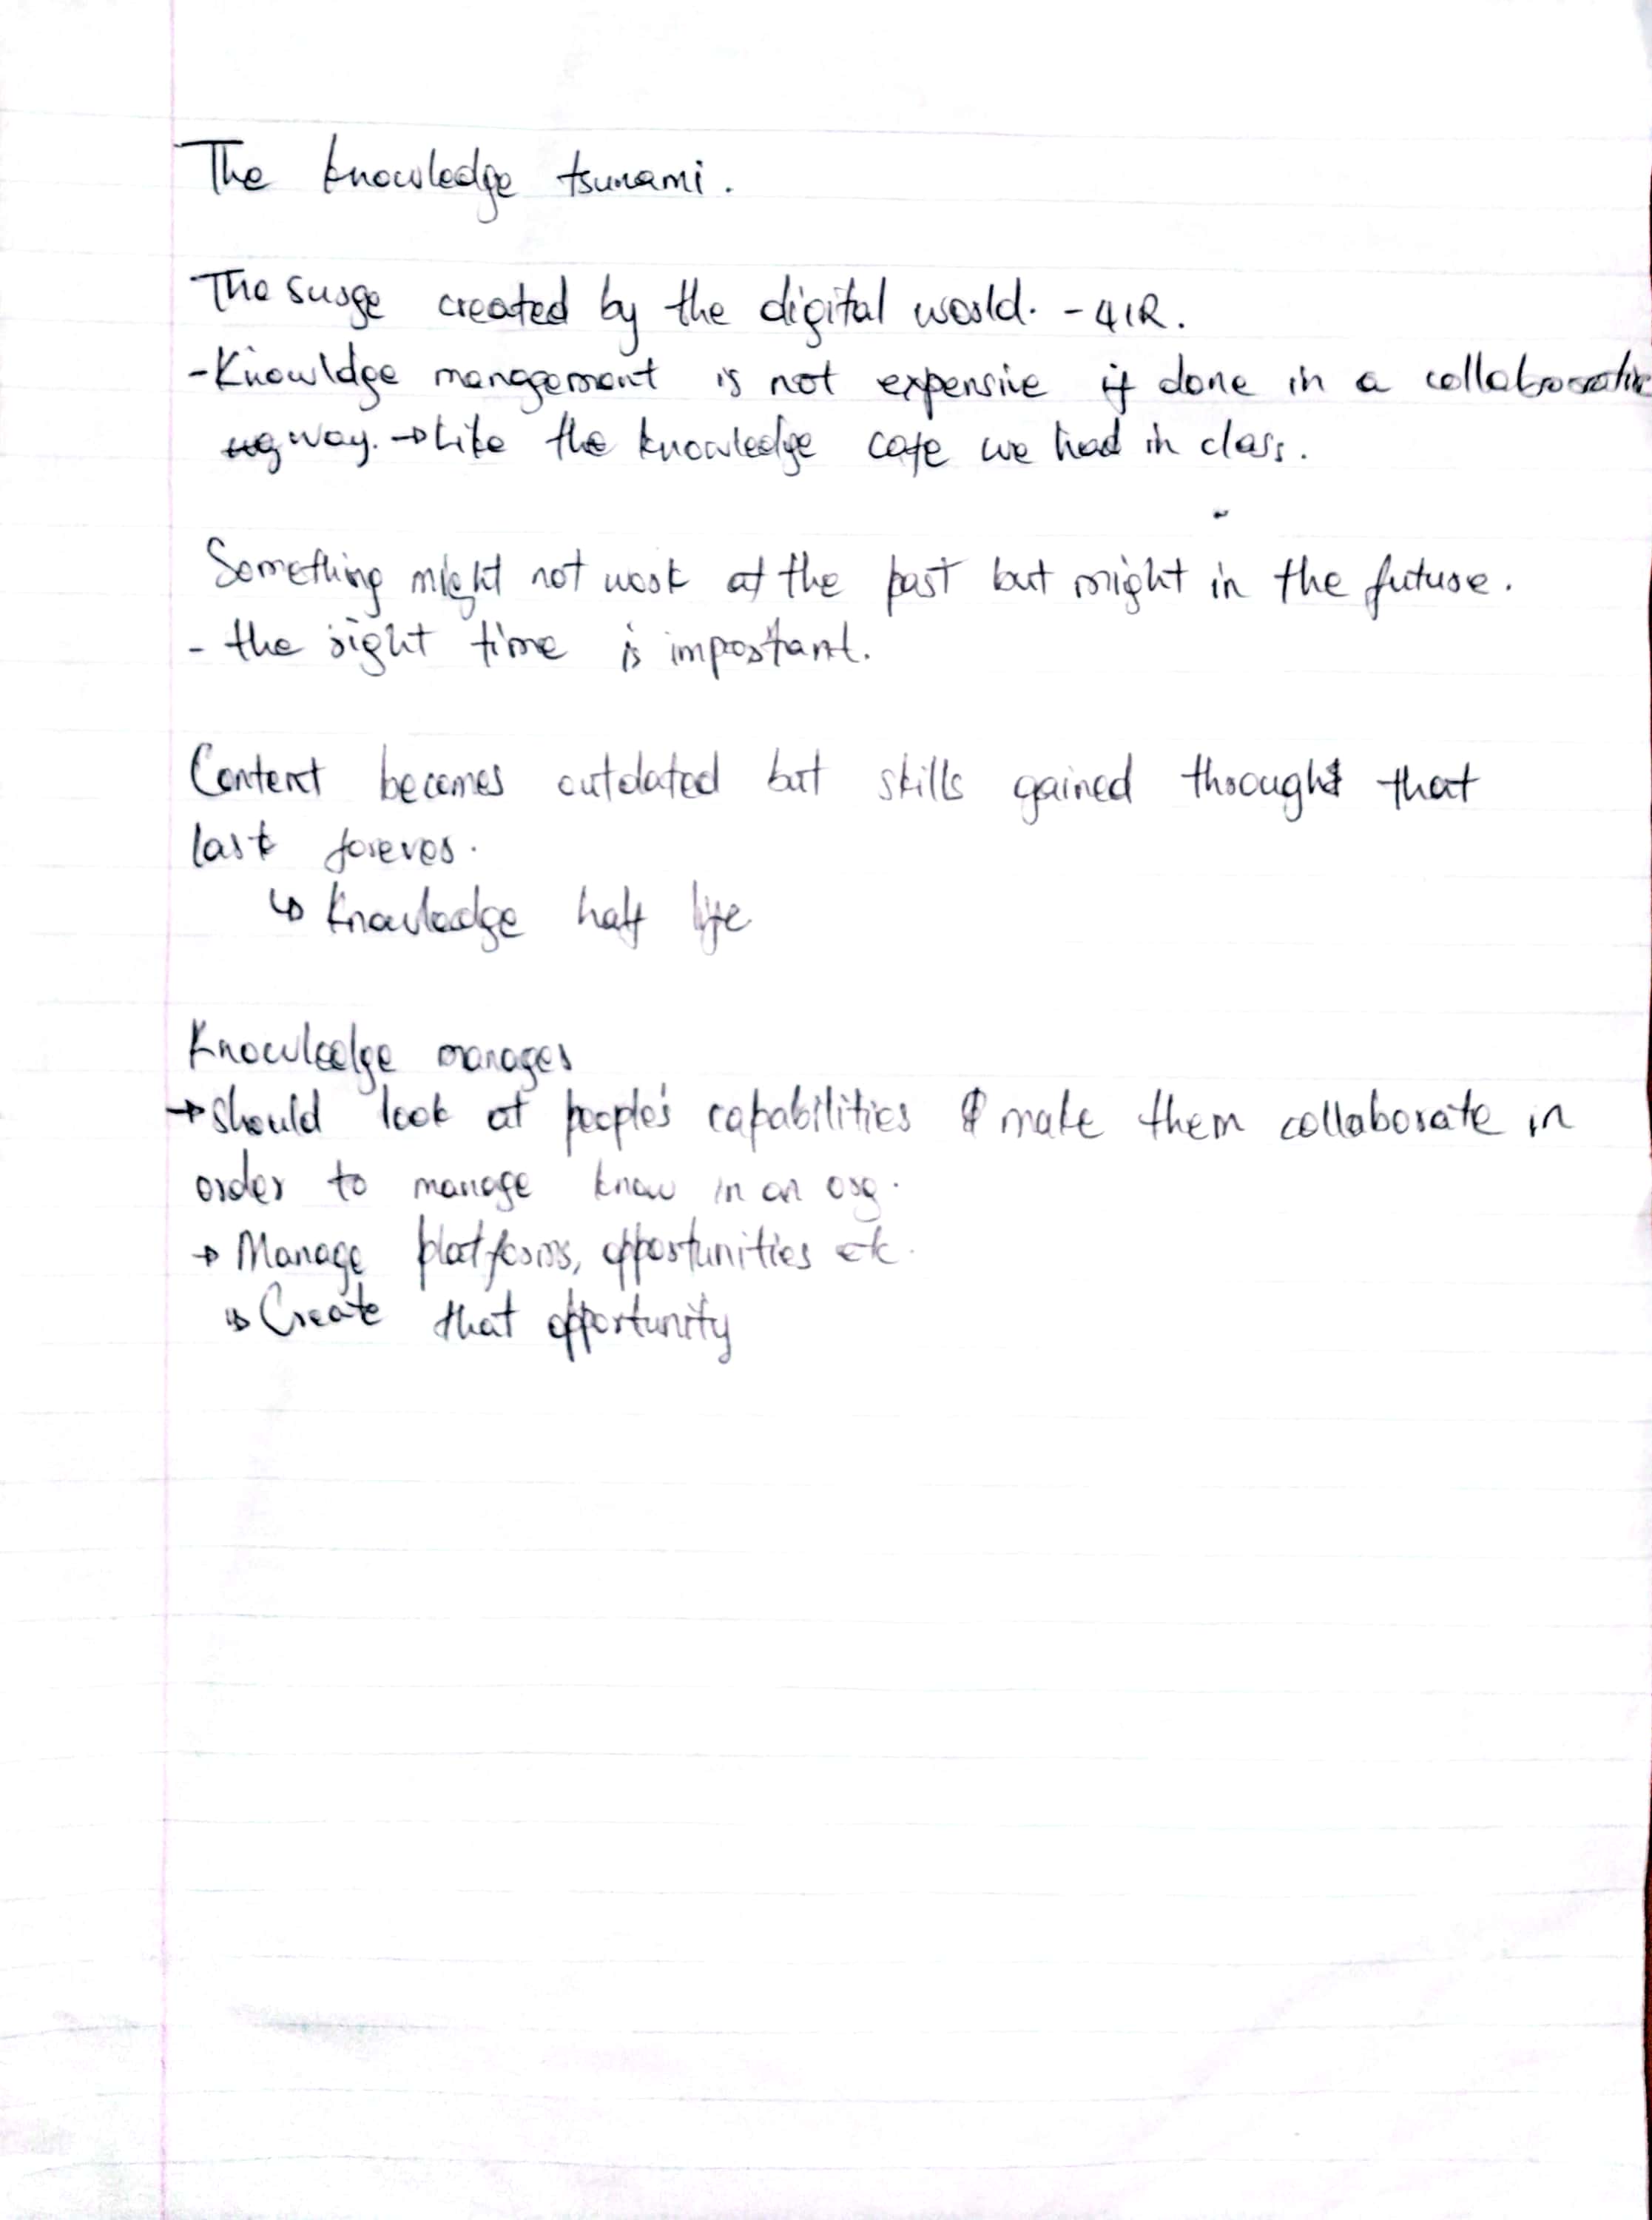 The knowledge tsunami.
The surge created by the digital world. - 4IR.
- Knowldge management is not expensive if done in a collaborative
way. → Like the knowledge cafe we had in class.
Something might not work at the past but might in the future.
- the right time is important.
Content becomes outdated but skills gained throught that
last forever.
↳ Knowledge half life
Knowledge manager
→ should look at people's capabilities & make them collaborate in
order to manage know in an org.
→ Manage platforms, opportunities etc.
↳ Create that opportunity